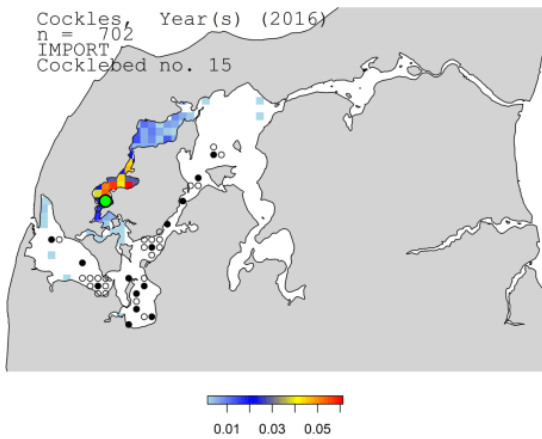 Cockles, Year(s) (2016)
n = 702
IMPORT
Cocklebed no. 15
0.01 0.03 0.05